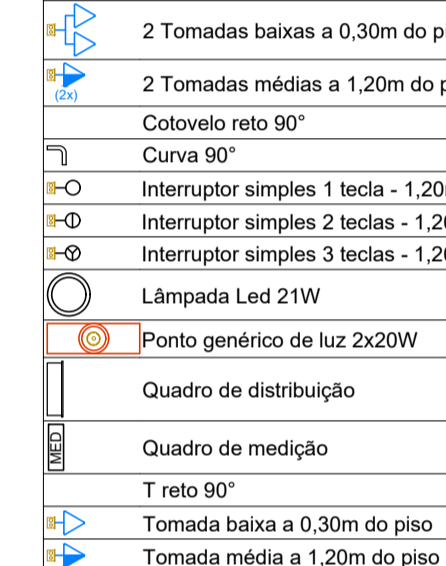 2 Tomadas baixas a 0,30m do
(2x) 2 Tomadas médias a 1,20m do
Cotovelo reto 90°
Curva 90°
Interruptor simples 1 tecla - 1,20
Interruptor simples 2 teclas - 1,20
Interruptor simples 3 teclas - 1,20
Lâmpada Led 21W
Ponto genérico de luz 2x20W
Quadro de distribuição
MED Quadro de medição
T reto 90°
Tomada baixa a 0,30m do piso
Tomada média a 1,20m do piso